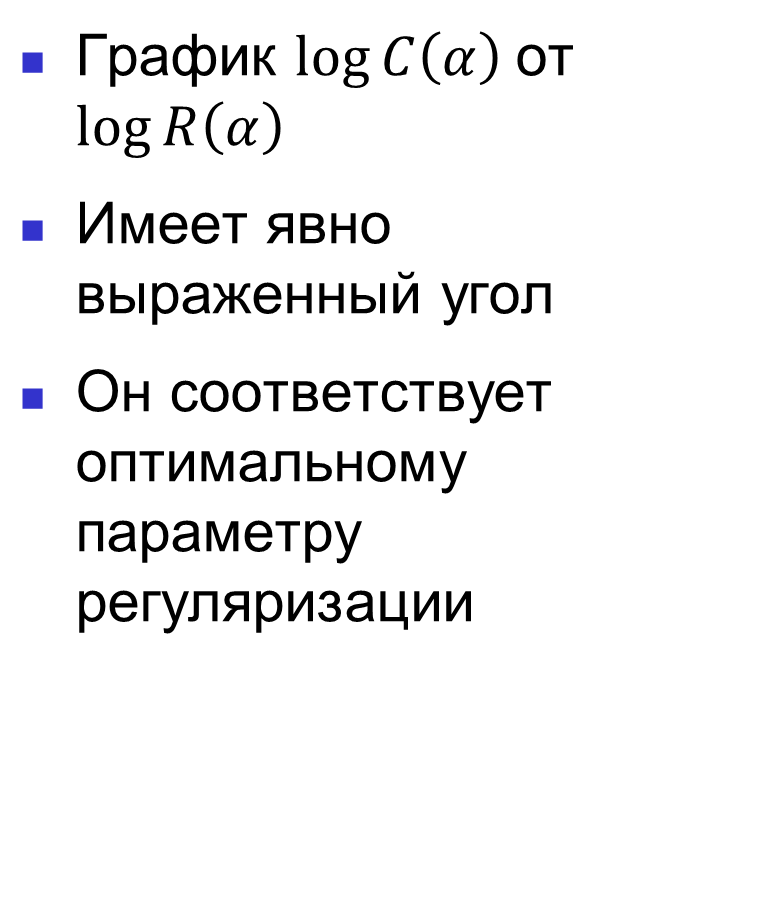 График log C(α) от
log R(α)
Имеет явно
выраженный угол
Он соответствует
оптимальному
параметру
регуляризации